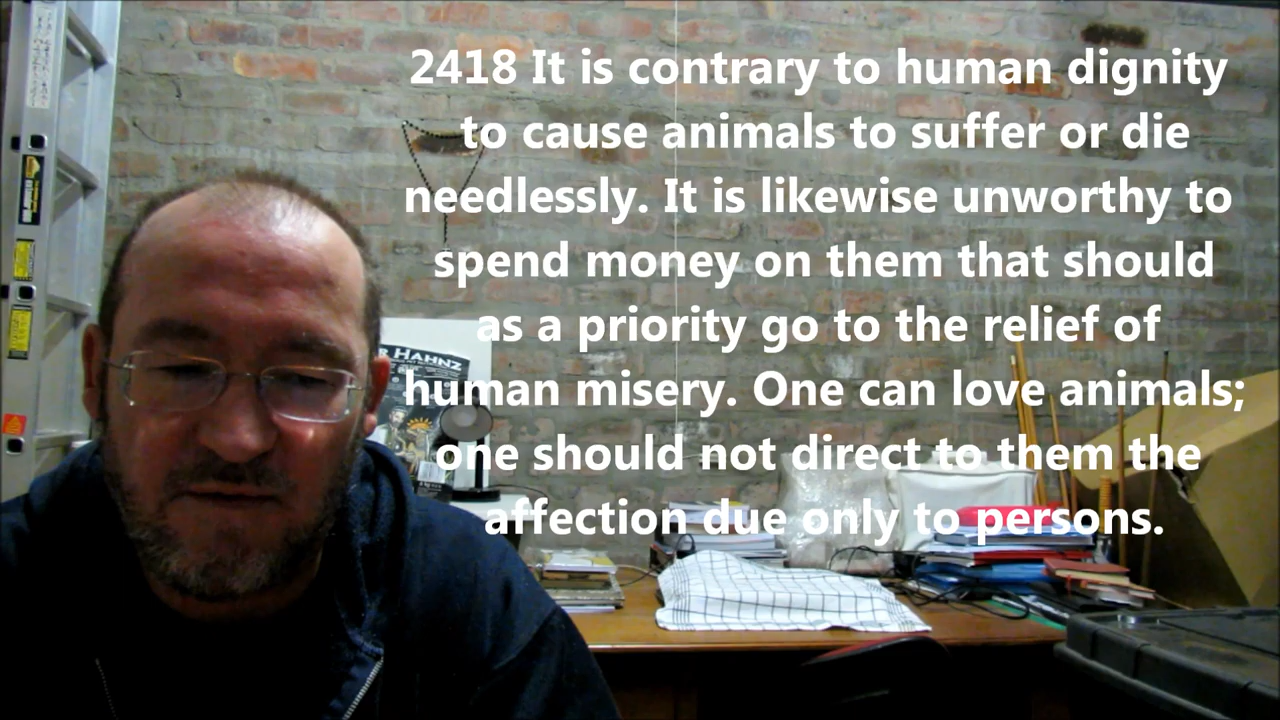 2418 It is contrary to human dignity
to cause animals to suffer or die
needlessly. It is likewise unworthy to
spend money on them that should
as a priority go to the relief of
human misery. One can love animals;
one should not direct to them the
affection due only to persons.
R HAHNZ